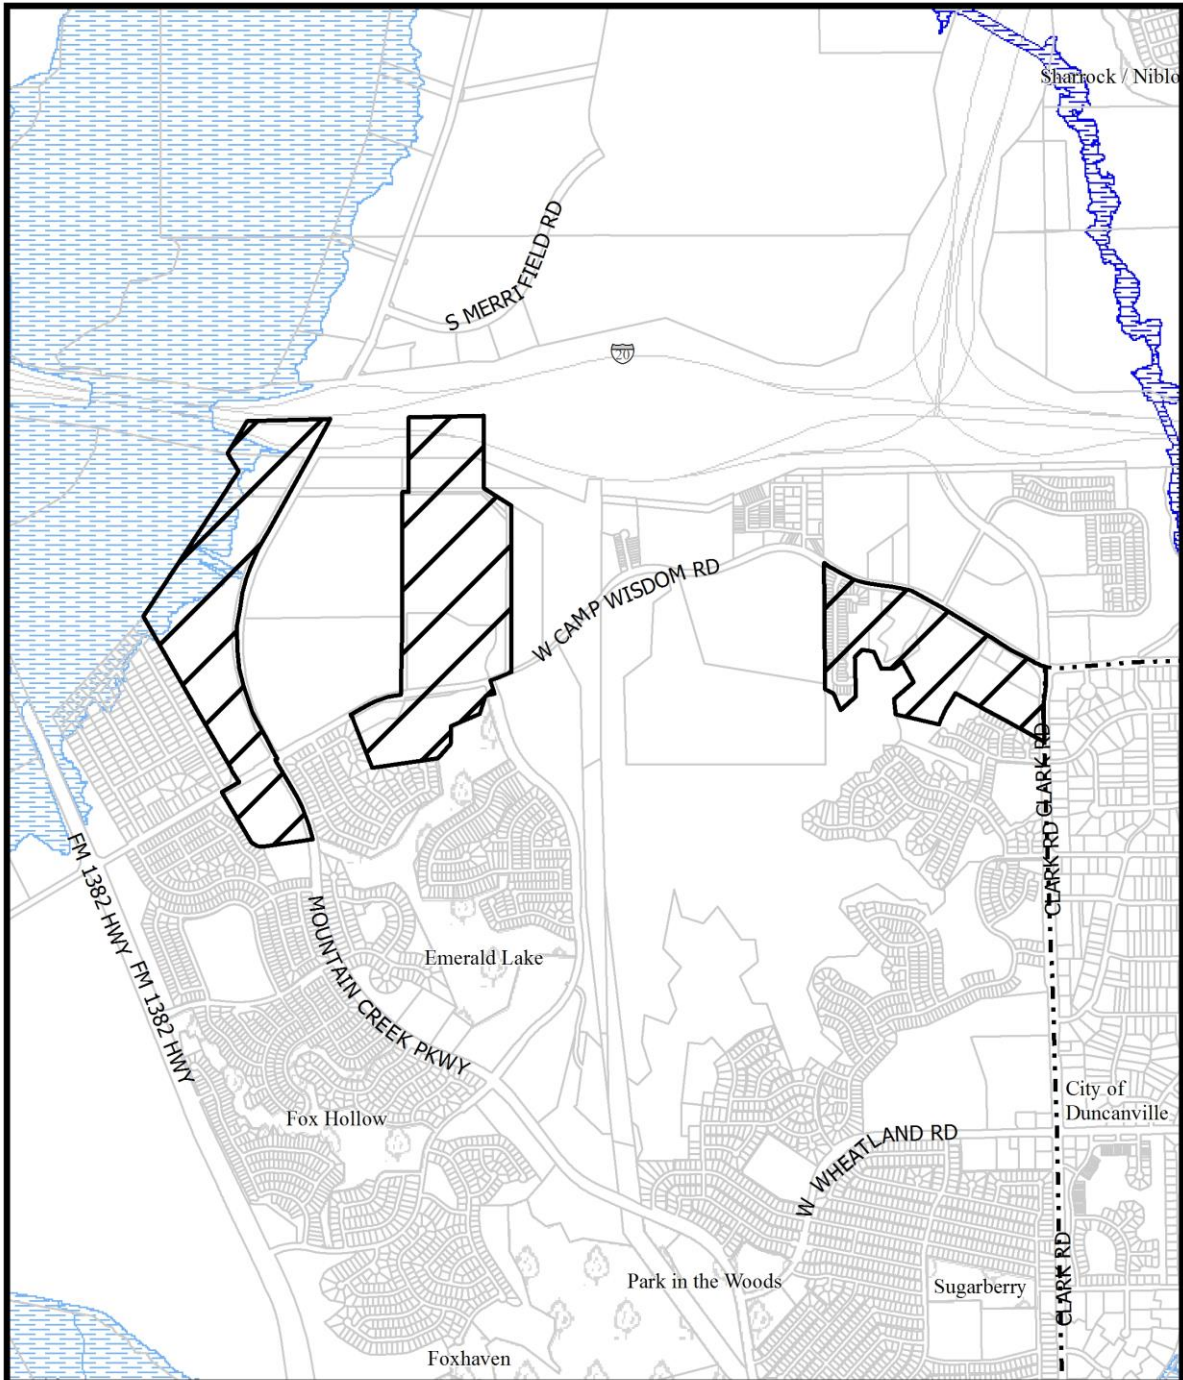 Sharrock / Niblo
S MERRIFIELD RD
20
W CAMP WISDOM RD
CLARK RD
CLARK RD
FM 1382 HWY
FM 1382 HWY
MOUNTAIN CREEK PKWY
Emerald Lake
Fox Hollow
City of
Duncanville
W WHEATLAND RD
Park in the Woods
Sugarberry
CLARK RD
Foxhaven